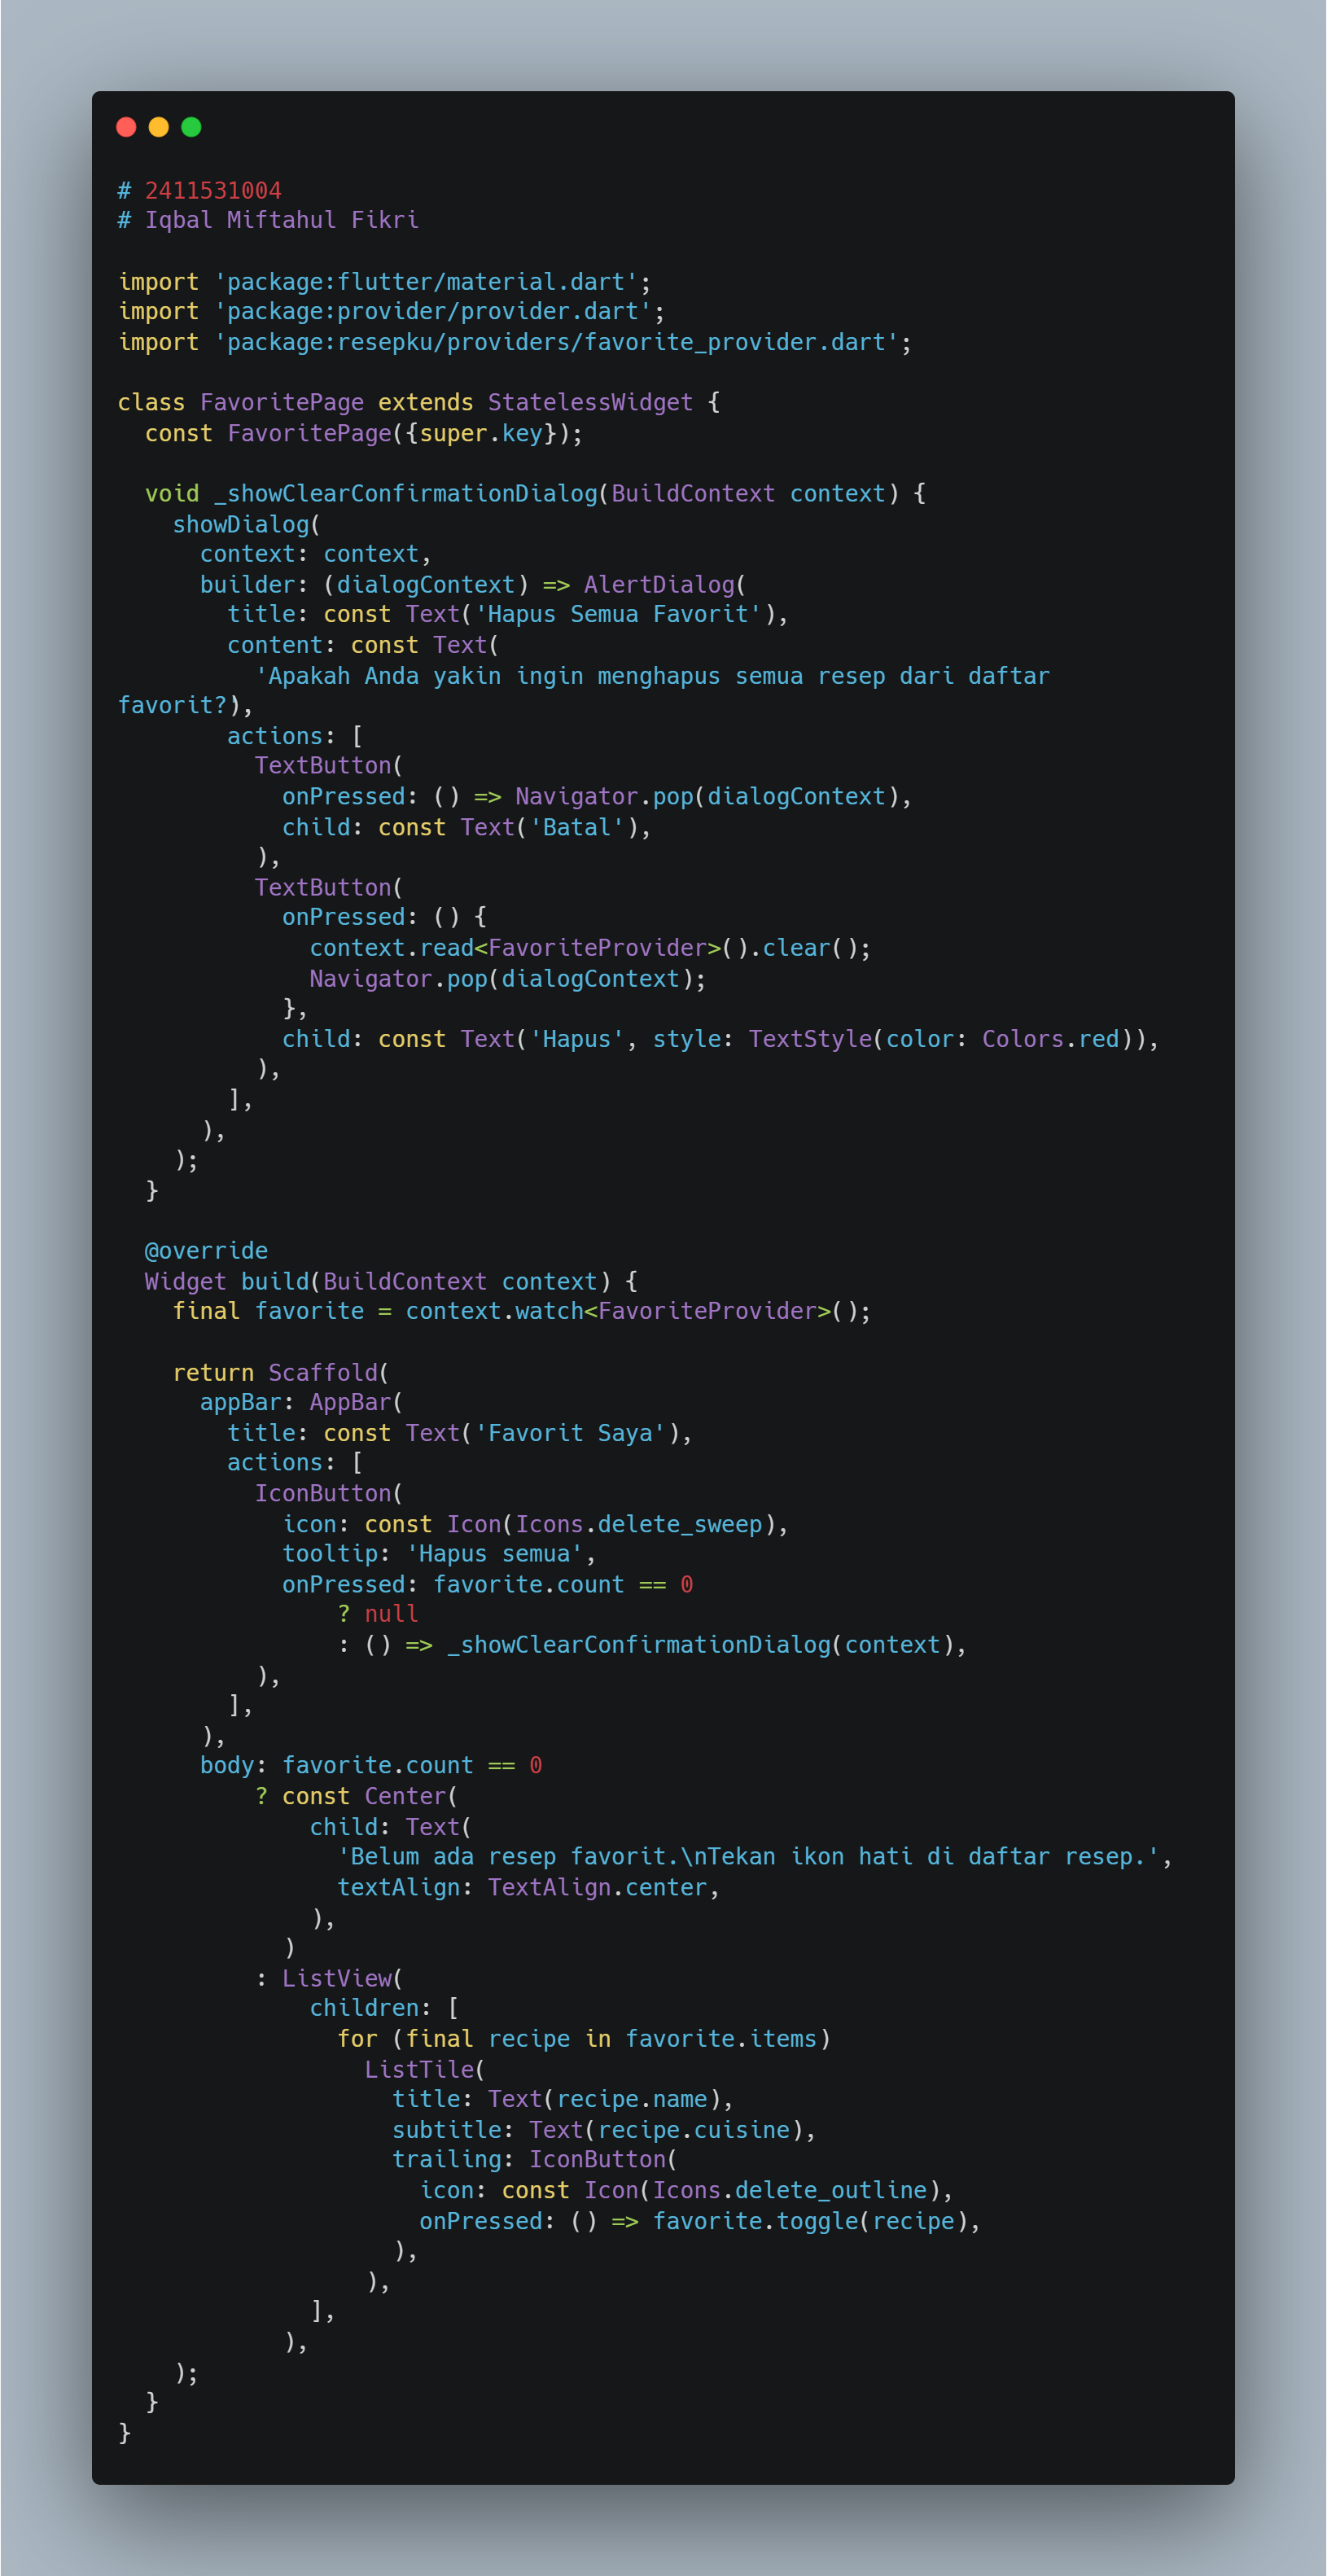 # 2411531004
# Iqbal Miftahul Fikri

import 'package:flutter/material.dart';
import 'package:provider/provider.dart';
import 'package:resepku/providers/favorite_provider.dart';

class FavoritePage extends StatelessWidget {
  const FavoritePage({super.key});

  void _showClearConfirmationDialog(BuildContext context) {
    showDialog(
      context: context,
      builder: (dialogContext) => AlertDialog(
        title: const Text('Hapus Semua Favorit'),
        content: const Text(
          'Apakah Anda yakin ingin menghapus semua resep dari daftar
favorit?'),
        actions: [
          TextButton(
            onPressed: () => Navigator.pop(dialogContext),
            child: const Text('Batal'),
          ),
          TextButton(
            onPressed: () {
              context.read<FavoriteProvider>().clear();
              Navigator.pop(dialogContext);
            },
            child: const Text('Hapus', style: TextStyle(color: Colors.red)),
          ),
        ],
      ),
    );
  }

  @override
  Widget build(BuildContext context) {
    final favorite = context.watch<FavoriteProvider>();

    return Scaffold(
      appBar: AppBar(
        title: const Text('Favorit Saya'),
        actions: [
          IconButton(
            icon: const Icon(Icons.delete_sweep),
            tooltip: 'Hapus semua',
            onPressed: favorite.count == 0
                ? null
                : () => _showClearConfirmationDialog(context),
          ),
        ],
      ),
      body: favorite.count == 0
          ? const Center(
              child: Text(
                'Belum ada resep favorit.\nTekan ikon hati di daftar resep.',
                textAlign: TextAlign.center,
              ),
            )
          : ListView(
              children: [
                for (final recipe in favorite.items)
                  ListTile(
                    title: Text(recipe.name),
                    subtitle: Text(recipe.cuisine),
                    trailing: IconButton(
                      icon: const Icon(Icons.delete_outline),
                      onPressed: () => favorite.toggle(recipe),
                    ),
                  ),
              ],
            ),
    );
  }
}